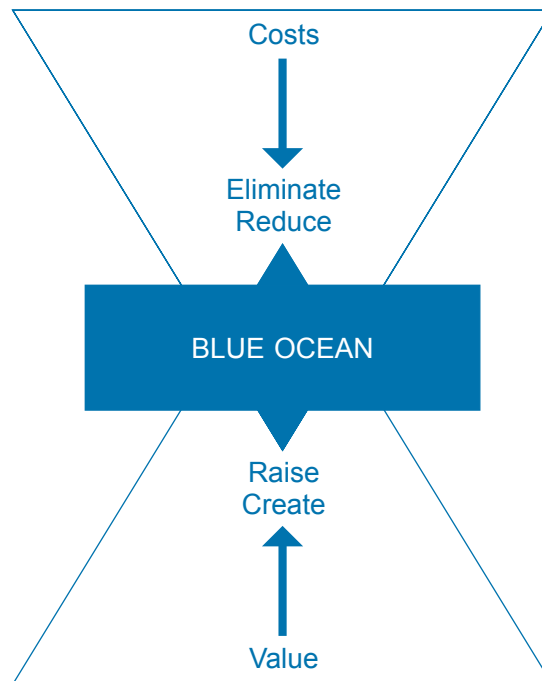 Costs
Eliminate
Reduce
BLUE OCEAN
Raise
Create
Value